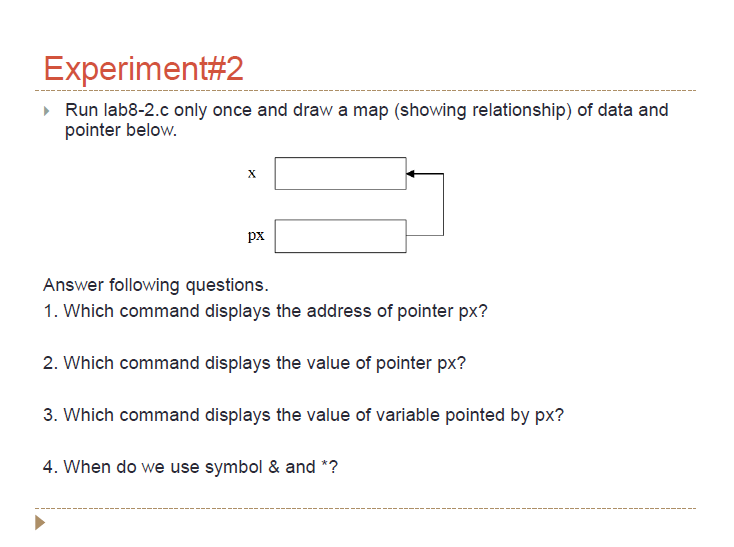 Experiment#2
Run lab8-2.c only once and draw a map (showing relationship) of data and
pointer below.
x
px
Answer following questions.
1. Which command displays the address of pointer px?
2. Which command displays the value of pointer px?
3. Which command displays the value of variable pointed by px?
4. When do we use symbol & and *?